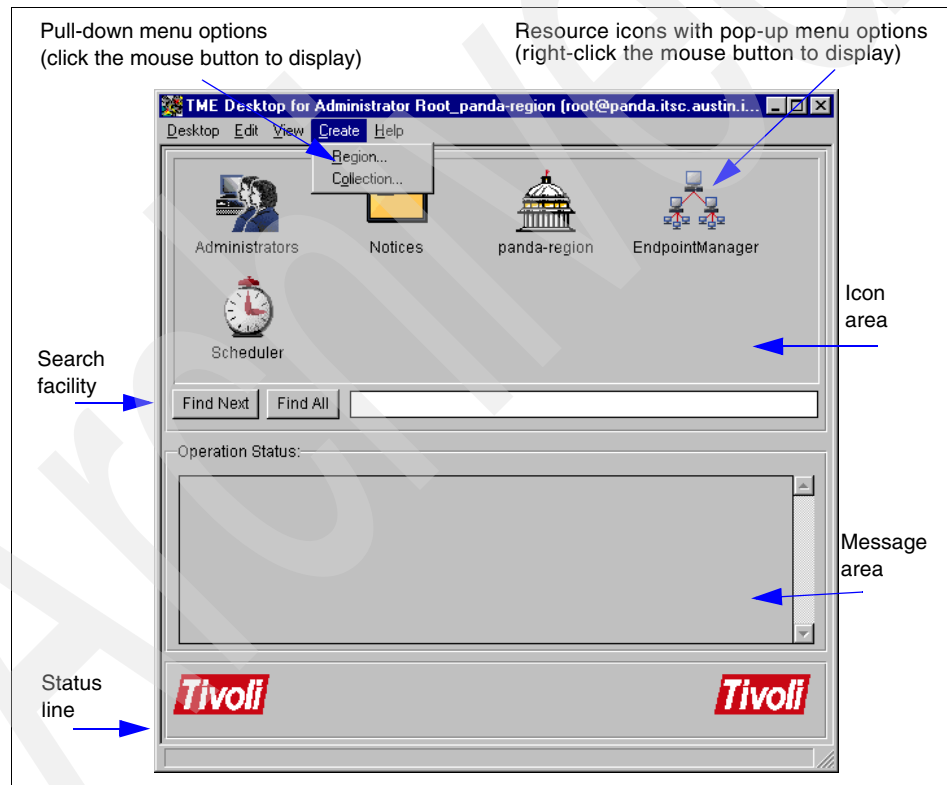 Pull-down menu options
(click the mouse button to display)
Resource icons with pop-up menu options
(right-click the mouse button to display)
TME Desktop for Administrator Root_panda-region (root@panda.itsc.austin.i...
Desktop Edit View Create Help
Region...
Collection...
Administrators Notices panda-region EndpointManager
Icon
area
Scheduler
Search
facility
Find Next Find All
Operation Status:
Message
area
Status
line
Tivoli Tivoli
Archive